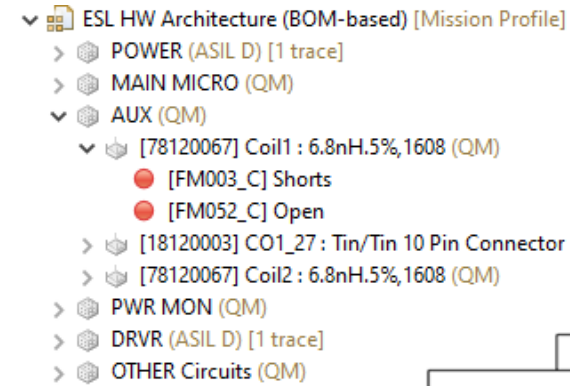 ESL HW Architecture (BOM-based) [Mission Profile]
POWER (ASIL D) [1 trace]
MAIN MICRO (QM)
AUX (QM)
[78120067] Coil1 : 6.8nH.5%,1608 (QM)
[FM003_C] Shorts
[FM052_C] Open
[18120003] CO1_27 : Tin/Tin 10 Pin Connector
[78120067] Coil2 : 6.8nH.5%,1608 (QM)
PWR MON (QM)
DRVR (ASIL D) [1 trace]
OTHER Circuits (QM)